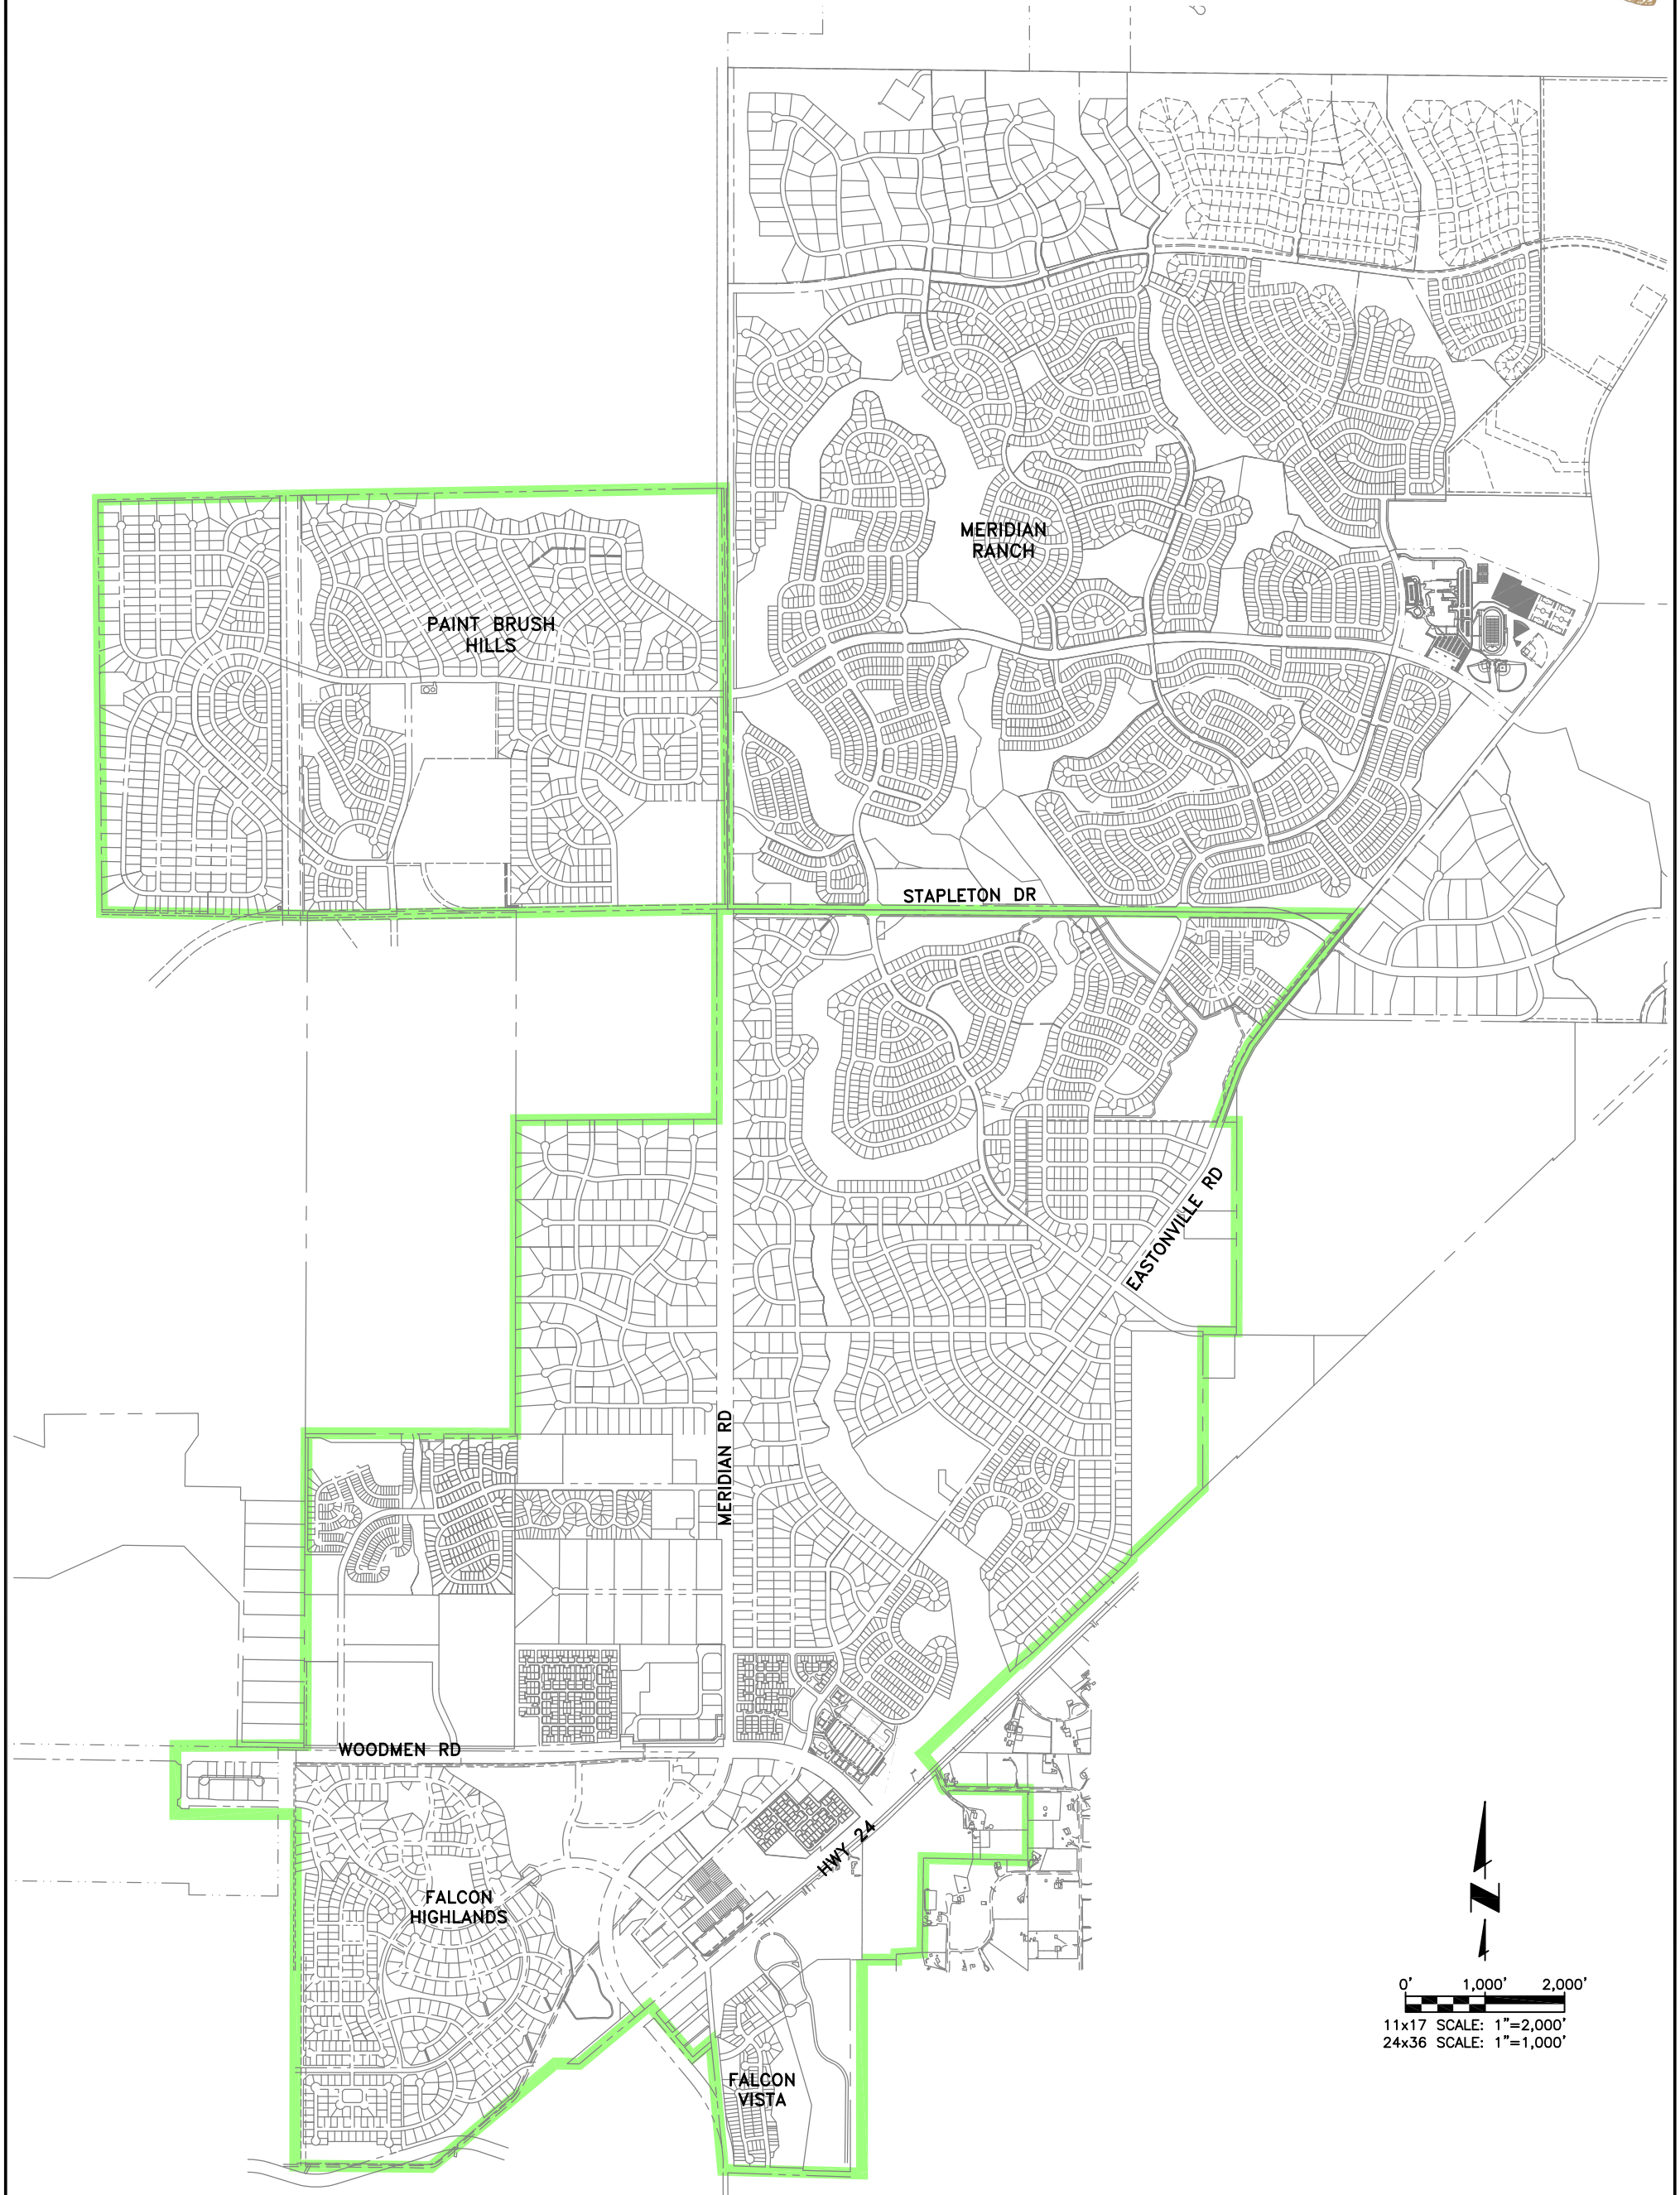 MERIDIAN
RANCH
PAINT BRUSH
HILLS
STAPLETON DR
EASTONVILLE RD
MERIDIAN RD
WOODMEN RD
HWY 24
FALCON
HIGHLANDS
FALCON
VISTA
N
0' 1,000' 2,000'
11x17 SCALE: 1"=2,000'
24x36 SCALE: 1"=1,000'